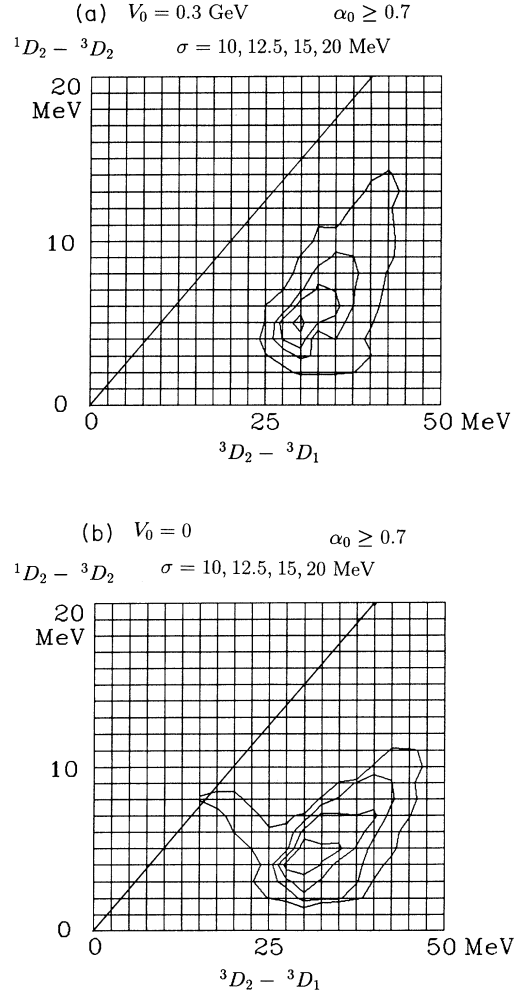 (a) V₀ = 0.3 GeV α₀ ≥ 0.7
¹D₂ − ³D₂ σ = 10, 12.5, 15, 20 MeV
20
MeV
10
0
0 25 50 MeV
³D₂ − ³D₁
(b) V₀ = 0 α₀ ≥ 0.7
¹D₂ − ³D₂ σ = 10, 12.5, 15, 20 MeV
20
MeV
10
0
0 25 50 MeV
³D₂ − ³D₁